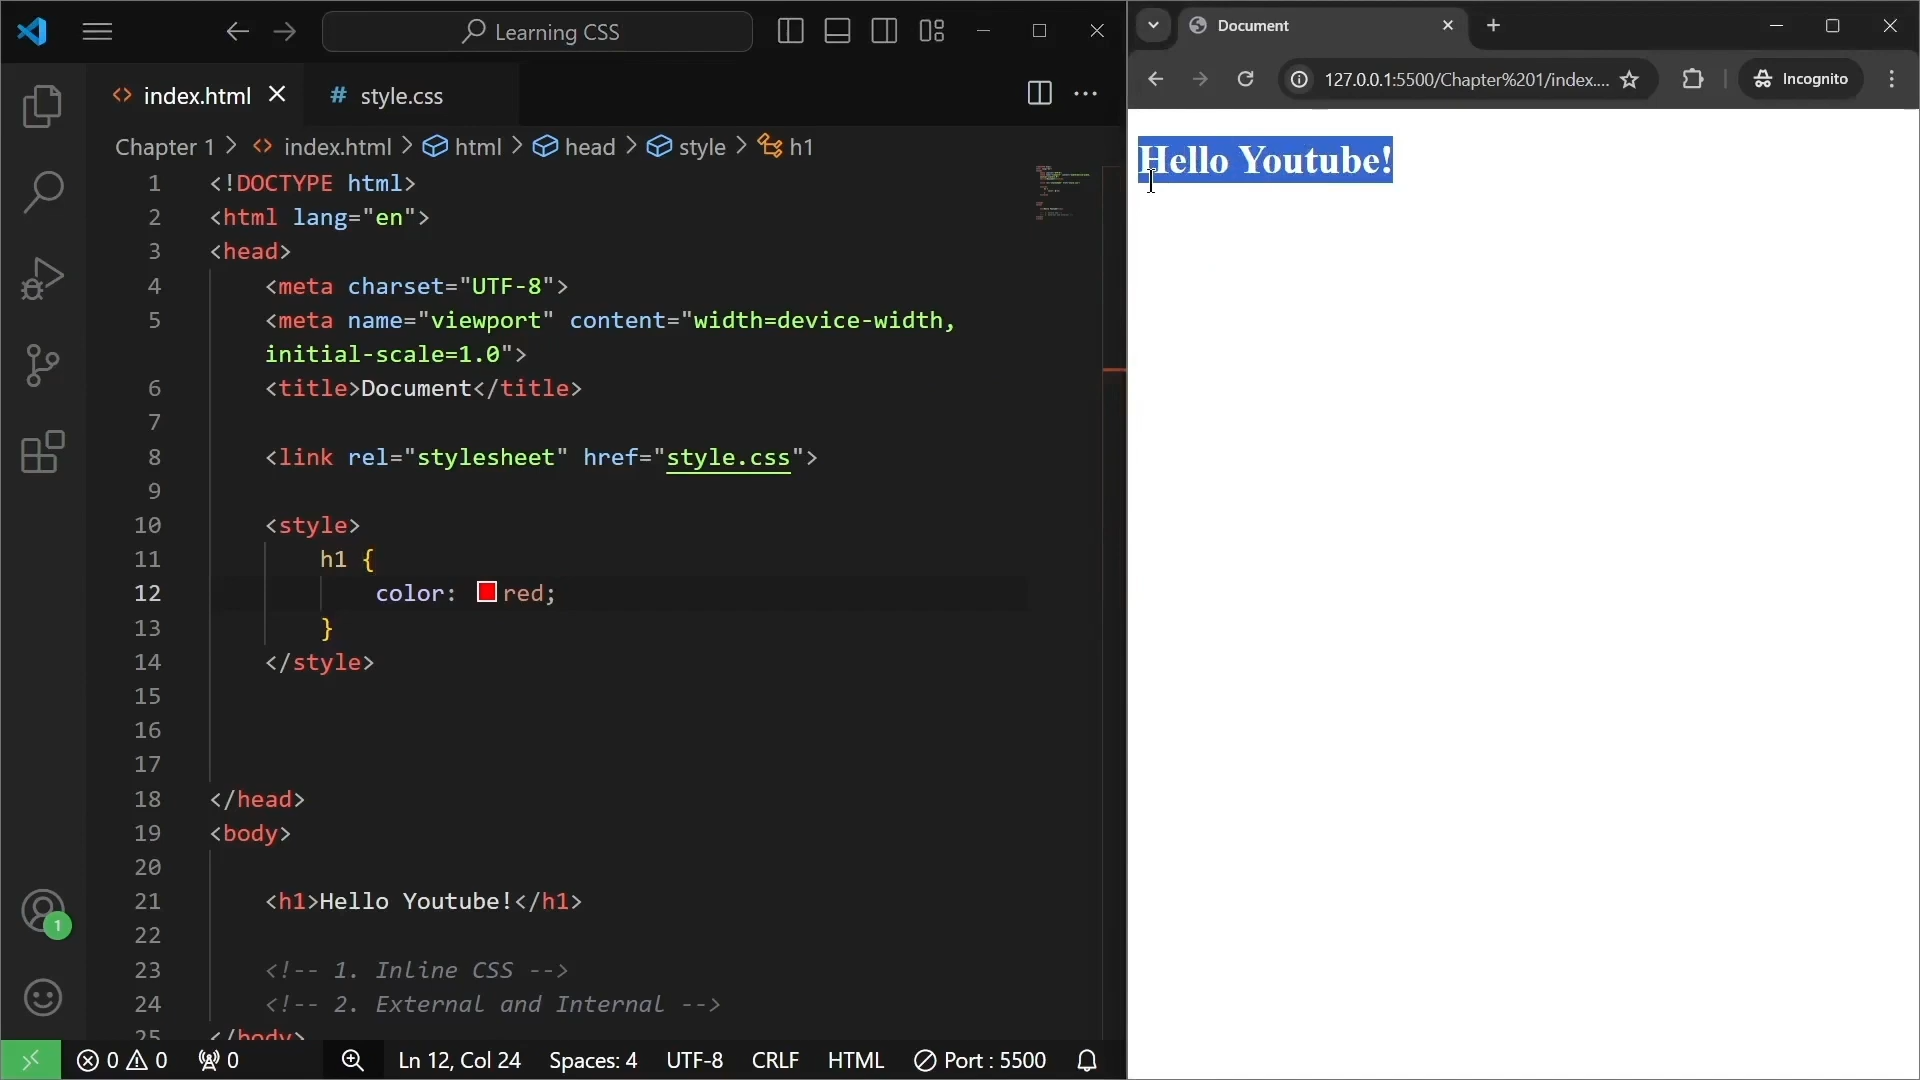 Learning CSS
index.html
# style.css
Chapter 1 > <> index.html > html > head > style > h1
1 <!DOCTYPE html>
2 <html lang="en">
3 <head>
4 <meta charset="UTF-8">
5 <meta name="viewport" content="width=device-width,
initial-scale=1.0">
6 <title>Document</title>
7
8 <link rel="stylesheet" href="style.css">
9
10 <style>
11 h1 {
12 color: red;
13 }
14 </style>
15
16
17
18 </head>
19 <body>
20
21 <h1>Hello Youtube!</h1>
22
23 <!-- 1. Inline CSS -->
24 <!-- 2. External and Internal -->
25 </body>
1
0 0 0 Ln 12, Col 24 Spaces: 4 UTF-8 CRLF HTML Port : 5500
Document
127.0.0.1:5500/Chapter%201/index....
Incognito
Hello Youtube!